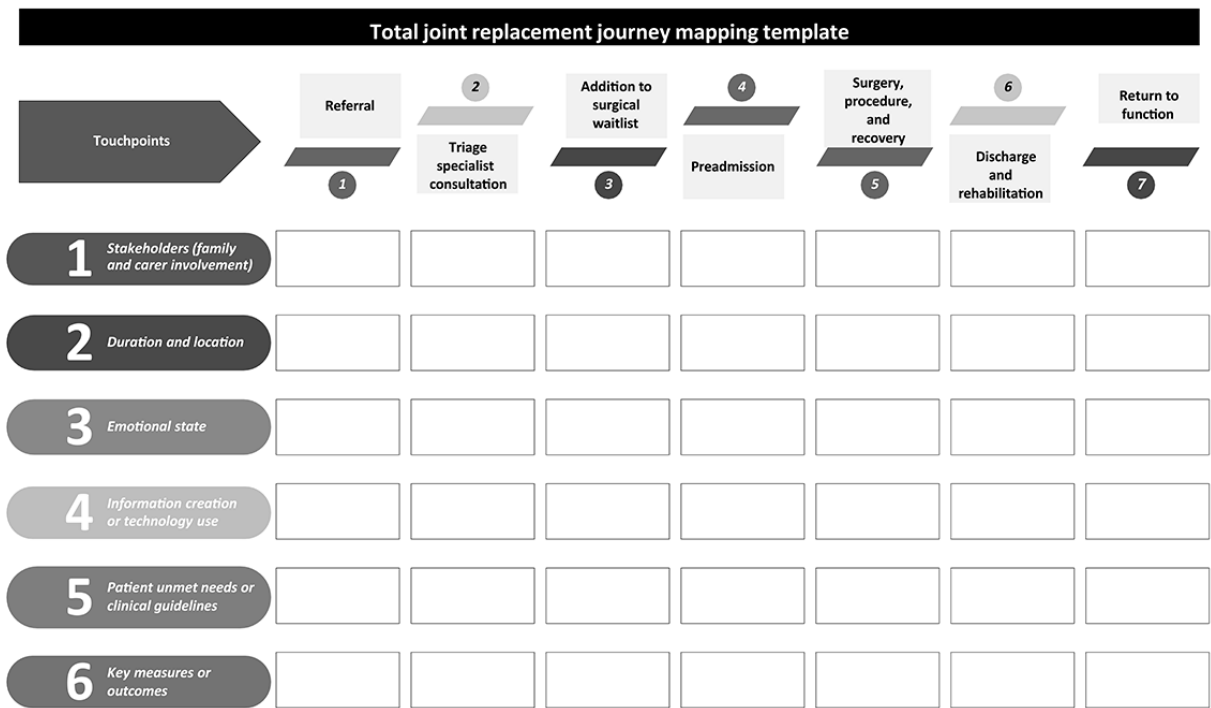 Total joint replacement journey mapping template
Touchpoints
Referral
1
2
Triage
specialist
consultation
Addition to
surgical
waitlist
3
4
Preadmission
Surgery,
procedure,
and
recovery
5
6
Discharge
and
rehabilitation
Return to
function
7
1
Stakeholders (family
and carer involvement)
2
Duration and location
3
Emotional state
4
Information creation
or technology use
5
Patient unmet needs or
clinical guidelines
6
Key measures or
outcomes